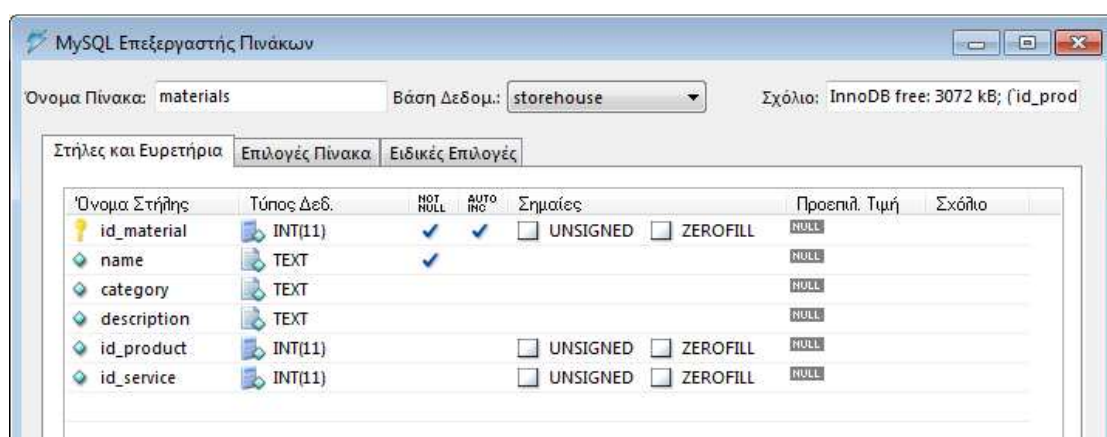 MySQL Επεξεργαστής Πινάκων
Όνομα Πίνακα: materials Βάση Δεδομ.: storehouse Σχόλιο: InnoDB free: 3072 kB; (`id_prod
Στήλες και Ευρετήρια Επιλογές Πίνακα Ειδικές Επιλογές
Όνομα Στήλης Τύπος Δεδ. NOT NULL AUTO INC Σημαίες Προεπιλ. Τιμή Σχόλιο
id_material INT(11) UNSIGNED ZEROFILL NULL
name TEXT NULL
category TEXT NULL
description TEXT NULL
id_product INT(11) UNSIGNED ZEROFILL NULL
id_service INT(11) UNSIGNED ZEROFILL NULL